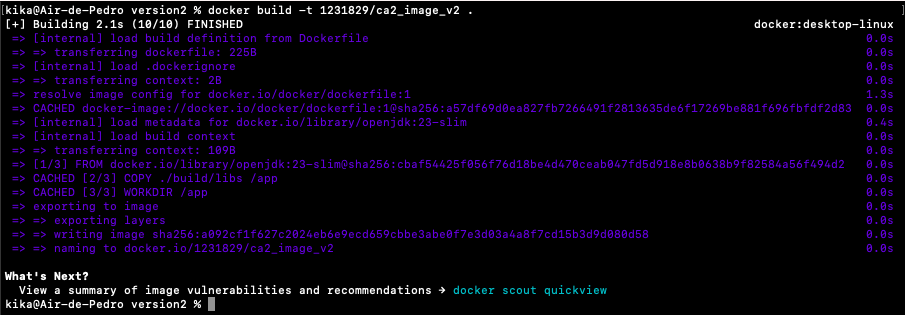 [kika@Air-de-Pedro version2 % docker build -t 1231829/ca2_image_v2 . ]
[+] Building 2.1s (10/10) FINISHED docker:desktop-linux
=> [internal] load build definition from Dockerfile 0.0s
=> => transferring dockerfile: 225B 0.0s
=> [internal] load .dockerignore 0.0s
=> => transferring context: 2B 0.0s
=> resolve image config for docker.io/docker/dockerfile:1 1.3s
=> CACHED docker-image://docker.io/docker/dockerfile:1@sha256:a57df69d0ea827fb7266491f2813635de6f17269be881f696fbfdf2d83 0.0s
=> [internal] load metadata for docker.io/library/openjdk:23-slim 0.4s
=> [internal] load build context 0.0s
=> => transferring context: 109B 0.0s
=> [1/3] FROM docker.io/library/openjdk:23-slim@sha256:cbaf54425f056f76d18be4d470ceab047fd5d918e8b0638b9f82584a56f494d2 0.0s
=> CACHED [2/3] COPY ./build/libs /app 0.0s
=> CACHED [3/3] WORKDIR /app 0.0s
=> exporting to image 0.0s
=> => exporting layers 0.0s
=> => writing image sha256:a092cf1f627c2024eb6e9ecd659cbbe3abe0f7e3d03a4a8f7cd15b3d9d080d58 0.0s
=> => naming to docker.io/1231829/ca2_image_v2 0.0s
What's Next?
View a summary of image vulnerabilities and recommendations → docker scout quickview
kika@Air-de-Pedro version2 %